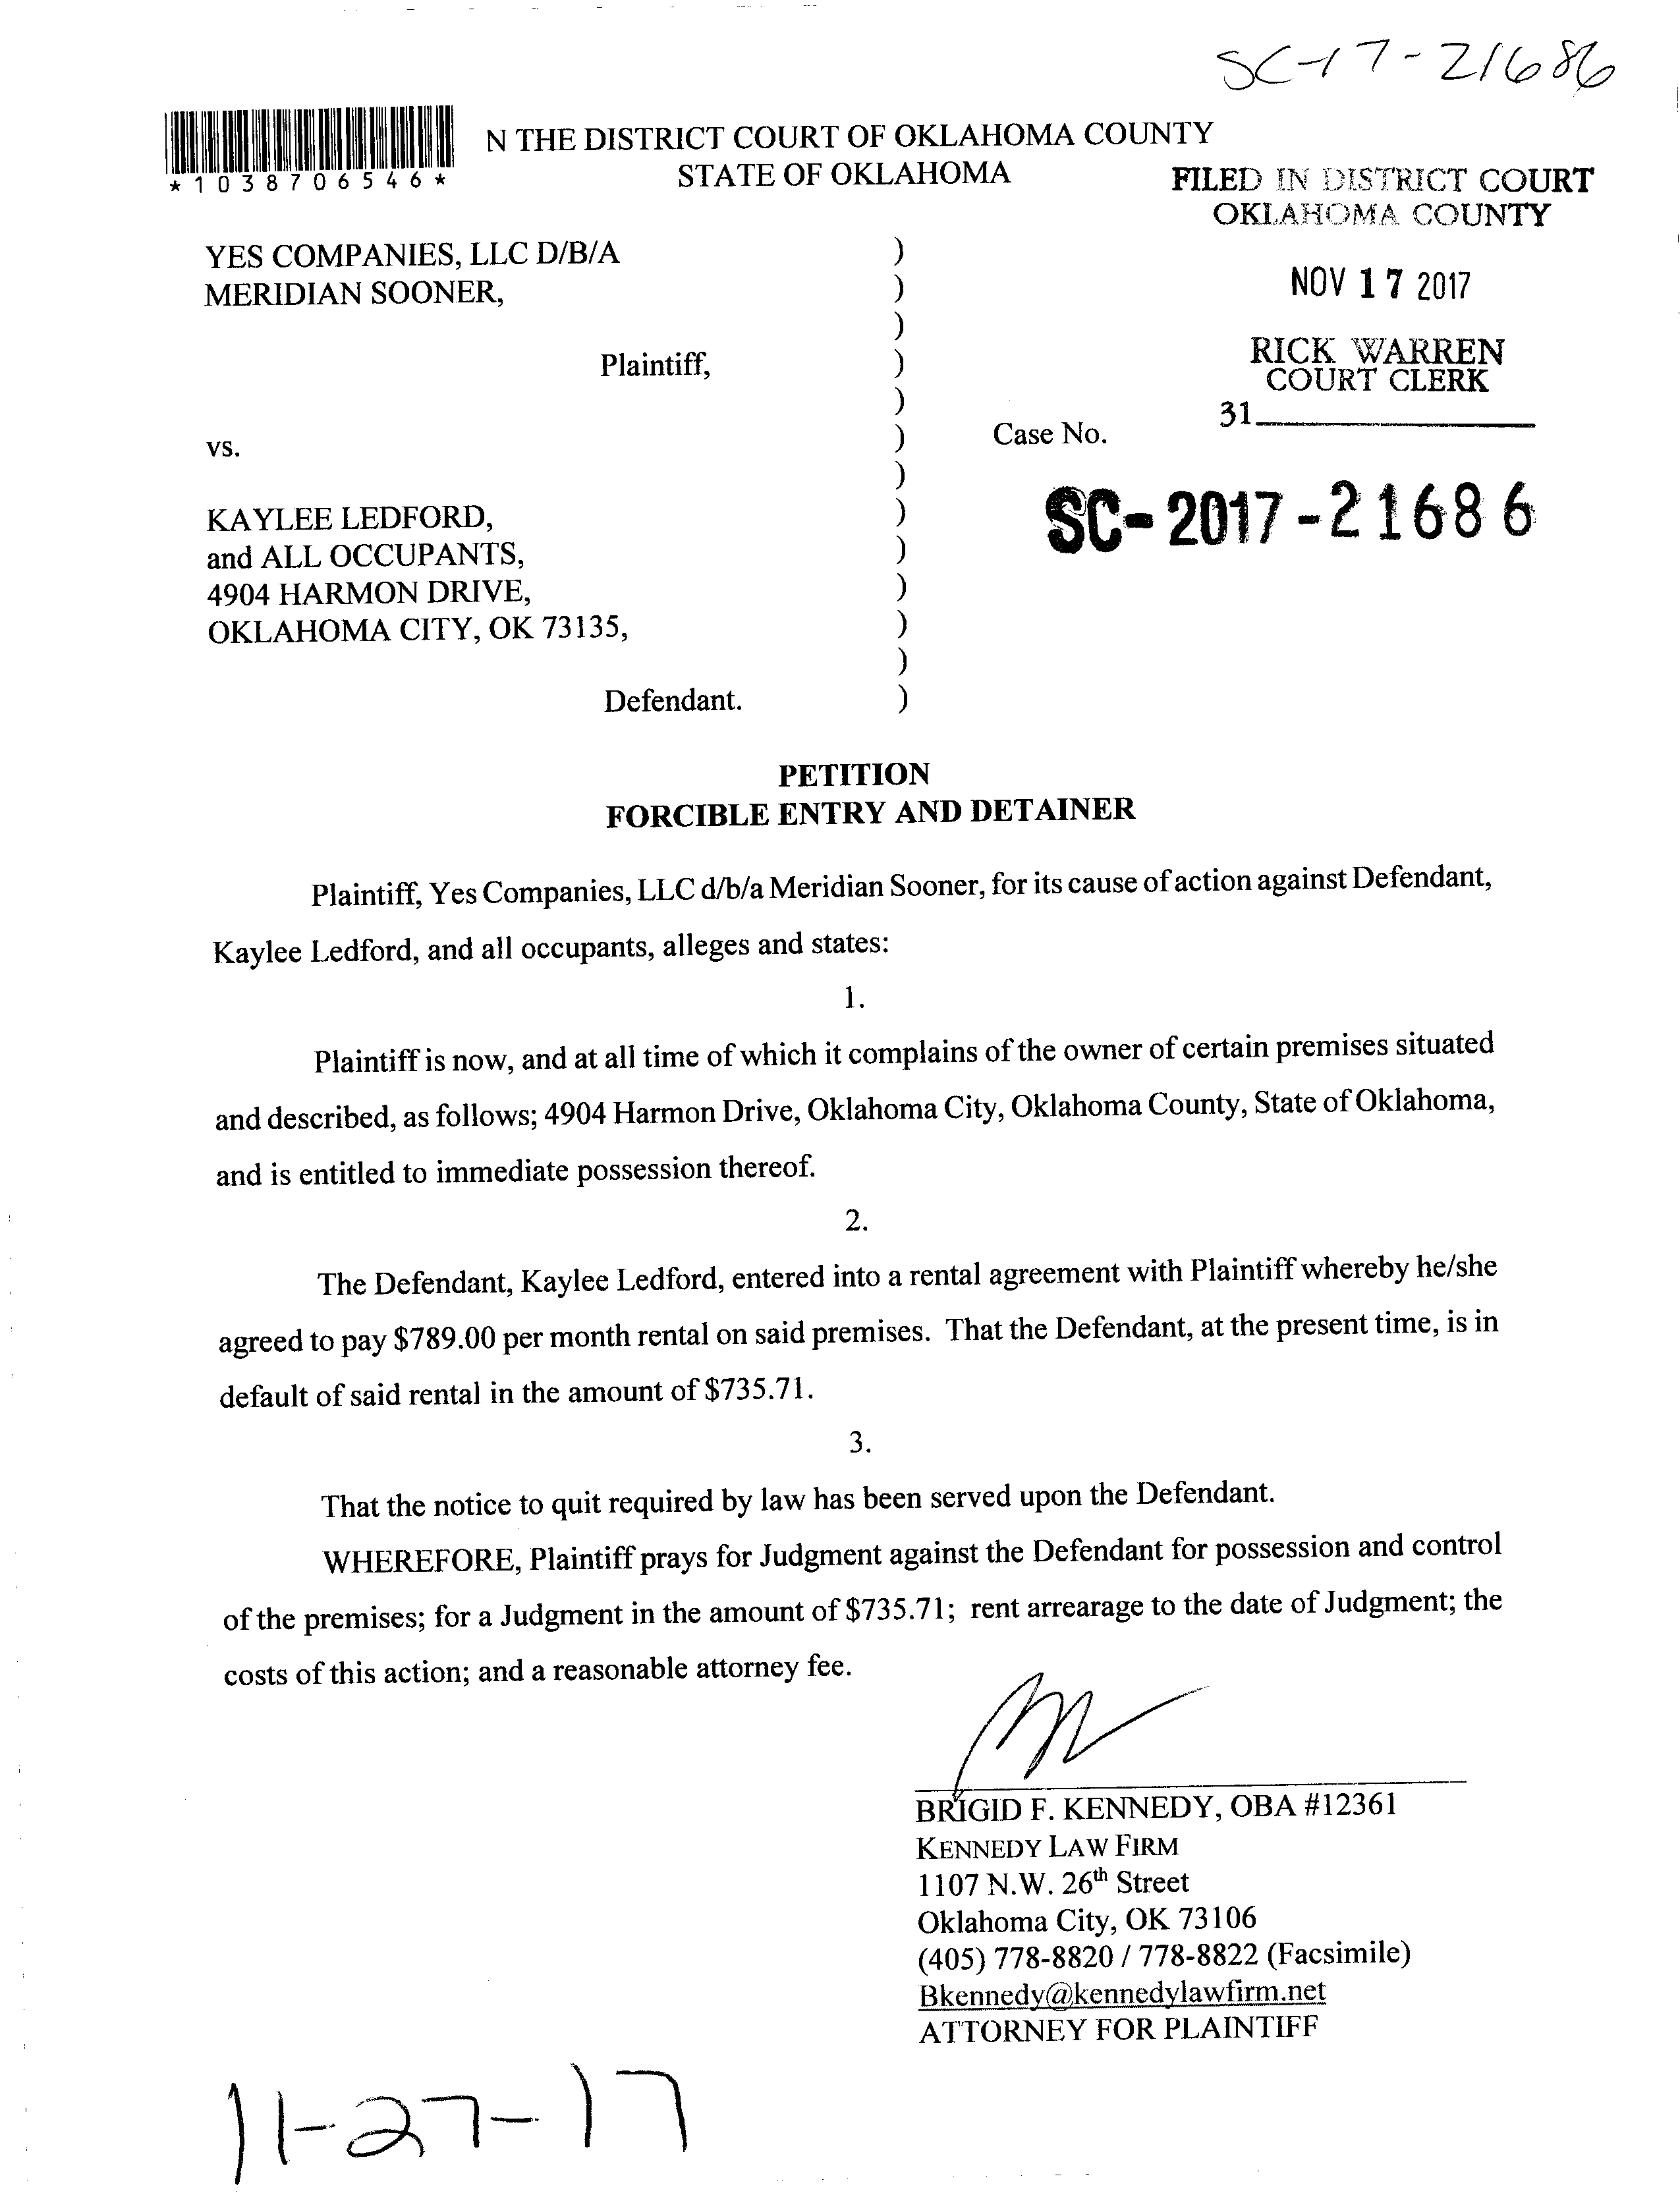 SC-17-21686
*1038706546*
N THE DISTRICT COURT OF OKLAHOMA COUNTY
STATE OF OKLAHOMA
FILED IN DISTRICT COURT
OKLAHOMA COUNTY
NOV 17 2017
RICK WARREN
COURT CLERK
31
YES COMPANIES, LLC D/B/A )
MERIDIAN SOONER, )
)
Plaintiff, )
)
vs. ) Case No.
)
SC-2017-21686
KAYLEE LEDFORD, )
and ALL OCCUPANTS, )
4904 HARMON DRIVE, )
OKLAHOMA CITY, OK 73135, )
)
Defendant. )
PETITION
FORCIBLE ENTRY AND DETAINER
Plaintiff, Yes Companies, LLC d/b/a Meridian Sooner, for its cause of action against Defendant,
Kaylee Ledford, and all occupants, alleges and states:
1.
Plaintiff is now, and at all time of which it complains of the owner of certain premises situated
and described, as follows; 4904 Harmon Drive, Oklahoma City, Oklahoma County, State of Oklahoma,
and is entitled to immediate possession thereof.
2.
The Defendant, Kaylee Ledford, entered into a rental agreement with Plaintiff whereby he/she
agreed to pay $789.00 per month rental on said premises. That the Defendant, at the present time, is in
default of said rental in the amount of $735.71.
3.
That the notice to quit required by law has been served upon the Defendant.
WHEREFORE, Plaintiff prays for Judgment against the Defendant for possession and control
of the premises; for a Judgment in the amount of $735.71; rent arrearage to the date of Judgment; the
costs of this action; and a reasonable attorney fee.
BRIGID F. KENNEDY, OBA #12361
KENNEDY LAW FIRM
1107 N.W. 26th Street
Oklahoma City, OK 73106
(405) 778-8820 / 778-8822 (Facsimile)
Bkennedy@kennedylawfirm.net
ATTORNEY FOR PLAINTIFF
11-27-17